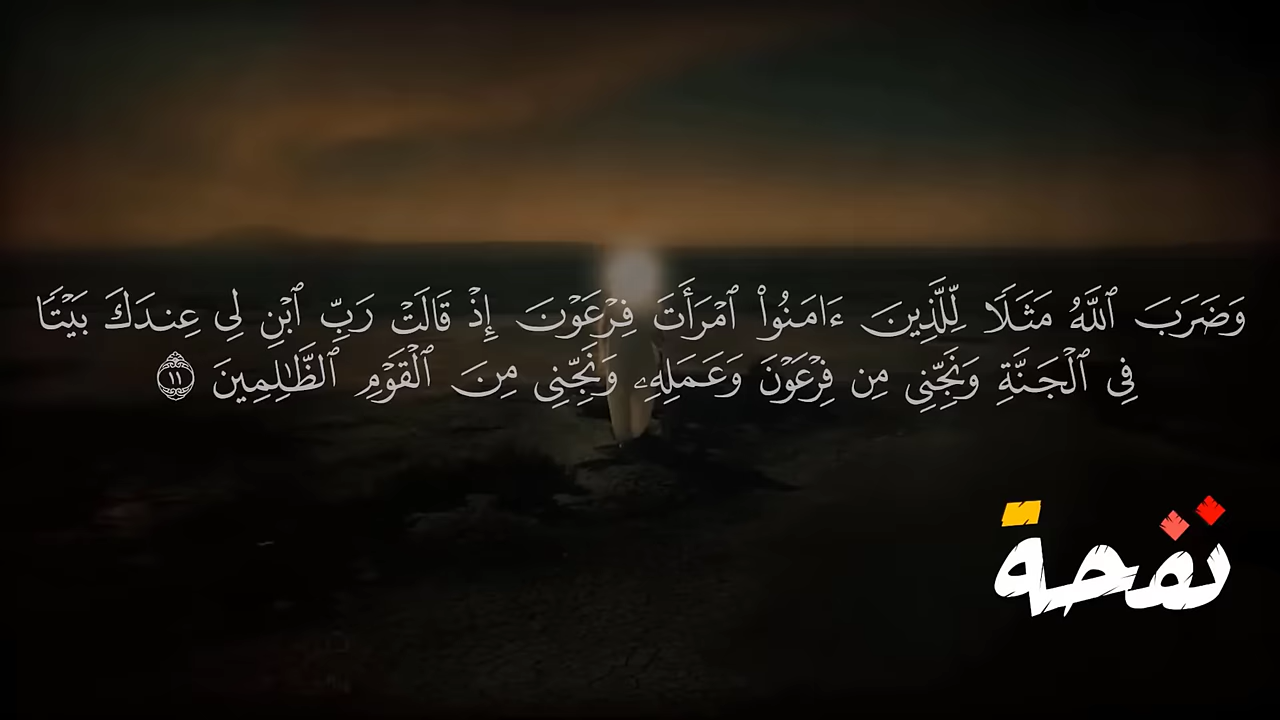 وَضَرَبَ ٱللَّهُ مَثَلًا لِّلَّذِينَ ءَامَنُوا۟ ٱمْرَأَتَ فِرْعَوْنَ إِذْ قَالَتْ رَبِّ ٱبْنِ لِى عِندَكَ بَيْتًا
فِى ٱلْجَنَّةِ وَنَجِّنِى مِن فِرْعَوْنَ وَعَمَلِهِۦ وَنَجِّنِى مِنَ ٱلْقَوْمِ ٱلظَّـٰلِمِينَ ١١
نفحة